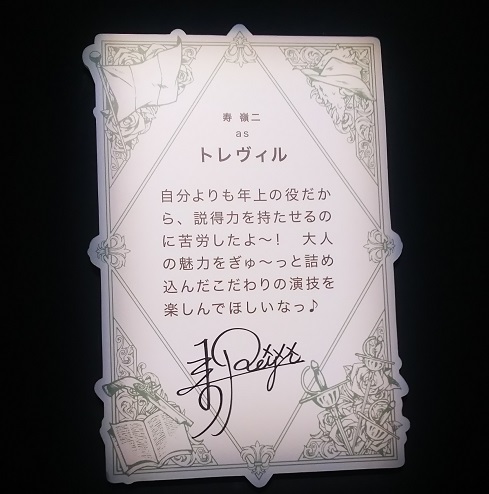 寿 嶺二
as
トレヴィル
自分よりも年上の役だか
ら、説得力を持たせるの
に苦労したよ〜！　大人
の魅力をぎゅ〜っと詰め
込んだこだわりの演技を
楽しんでほしいなっ♪
寿 Reiji